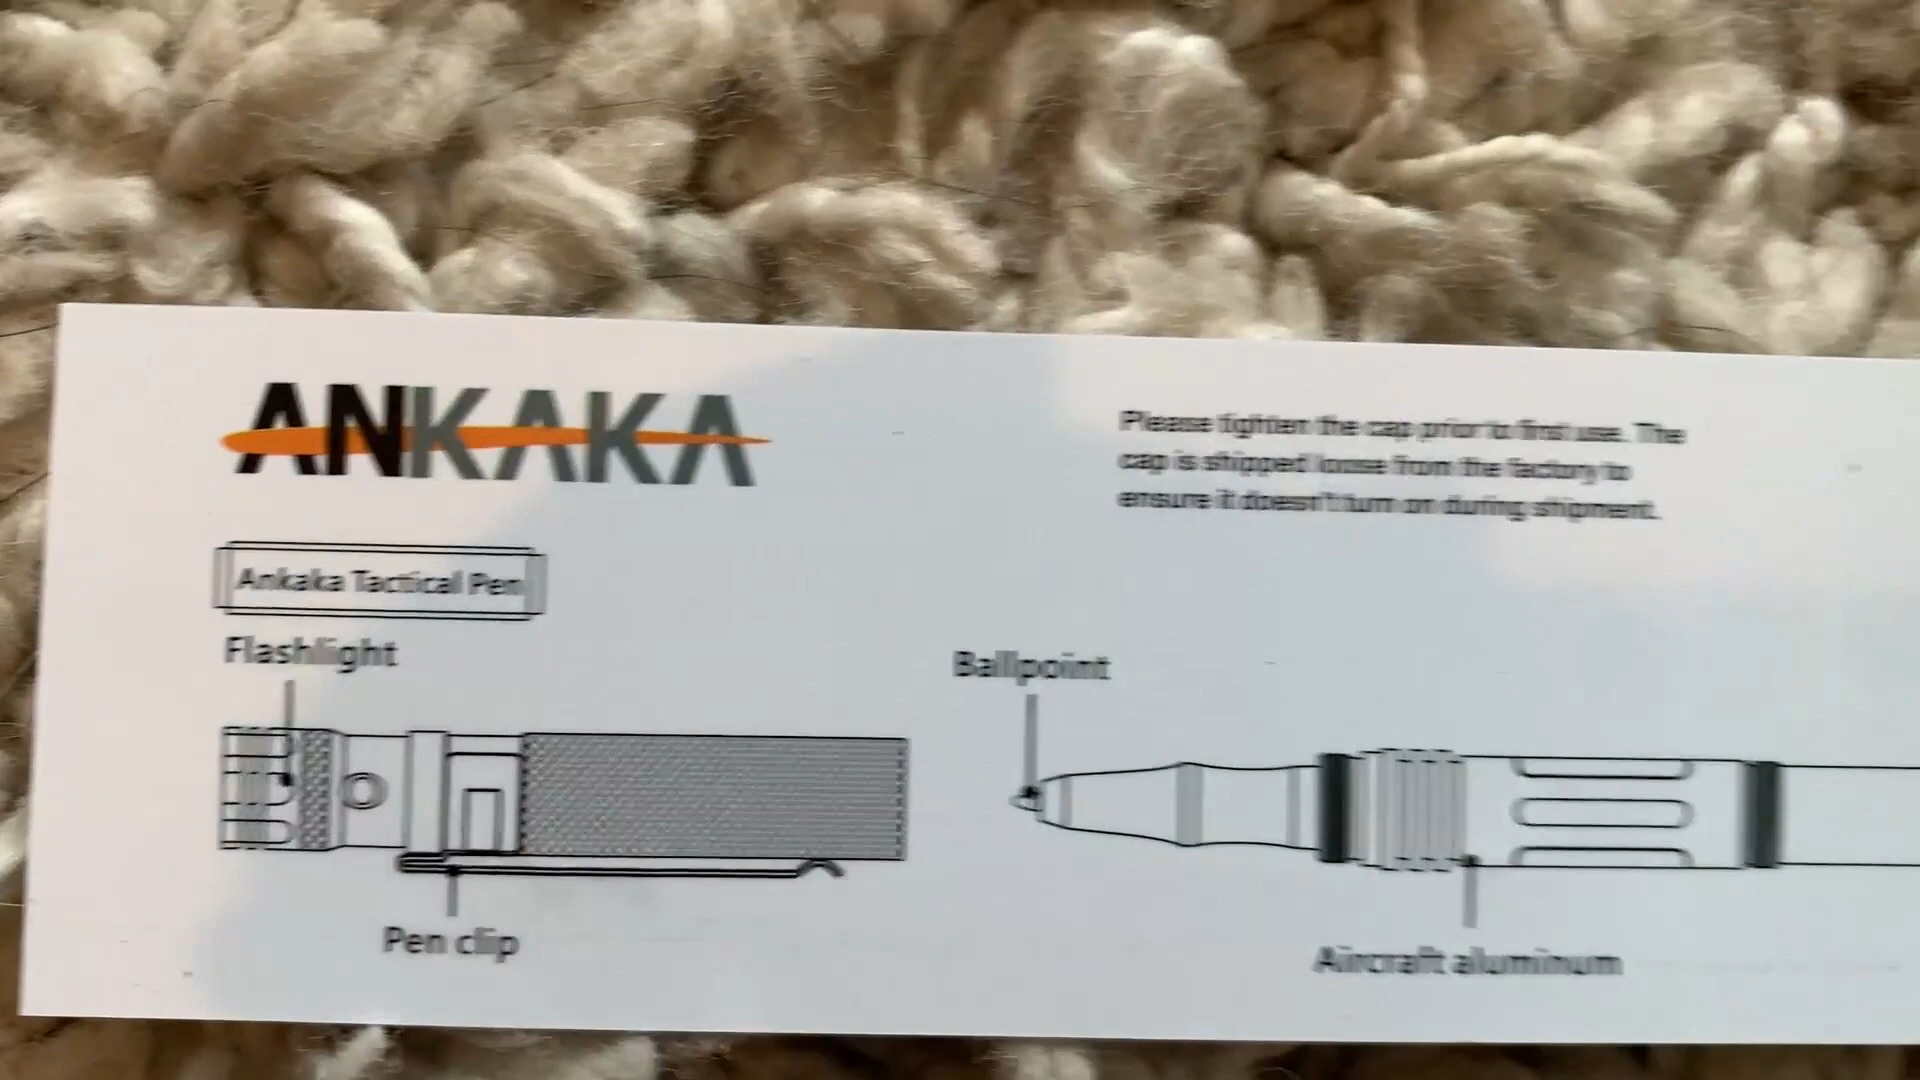 ANKAKA
Please tighten the cap prior to first use. The
cap is shipped loose from the factory to
ensure it doesn't turn on during shipment.
Ankaka Tactical Pen
Flashlight
Ballpoint
Pen clip
Aircraft aluminum